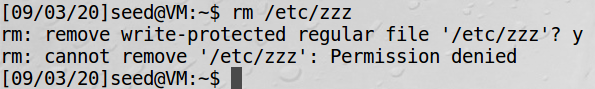 [09/03/20]seed@VM:~$ rm /etc/zzz
rm: remove write-protected regular file '/etc/zzz'? y
rm: cannot remove '/etc/zzz': Permission denied
[09/03/20]seed@VM:~$